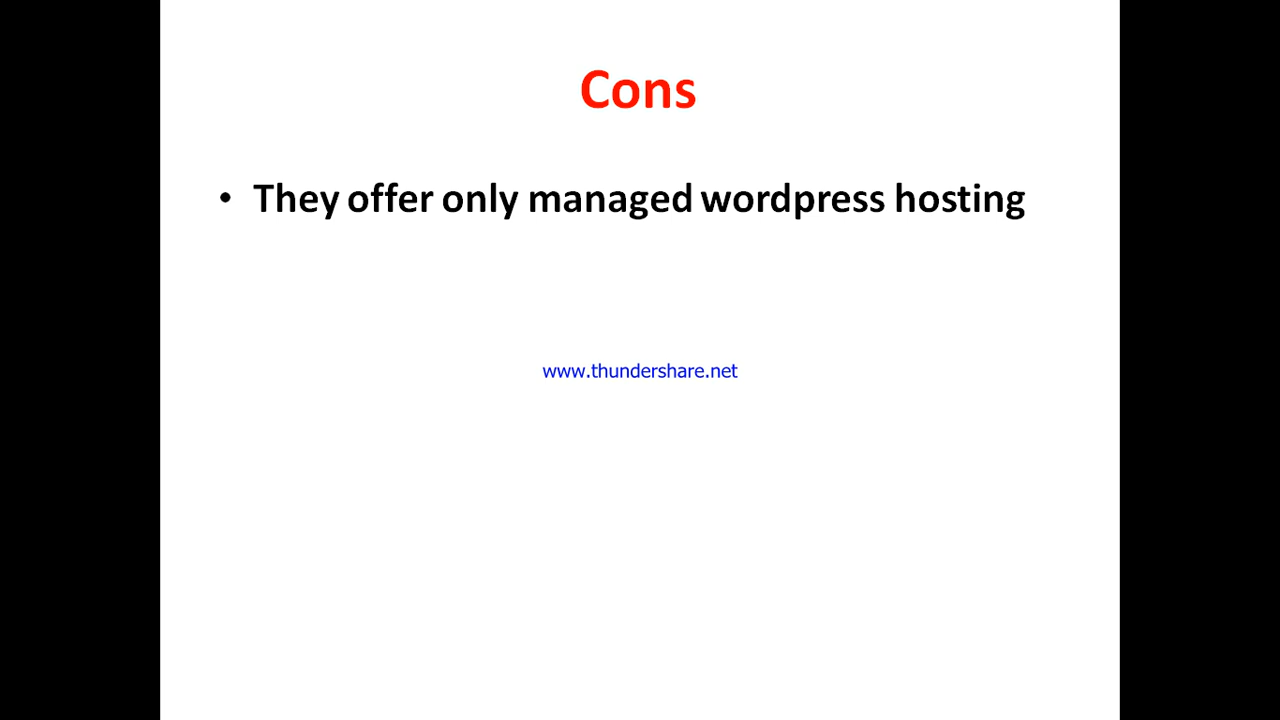 Cons
• They offer only managed wordpress hosting
www.thundershare.net